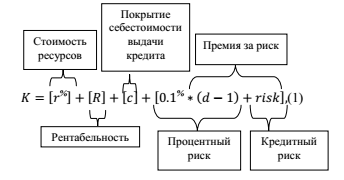 Стоимость
ресурсов
Покрытие
себестоимости
выдачи
кредита
Премия за риск
K = [r%] + [R] + [c] + [0.1% * (d − 1) + risk],(1)
Рентабельность
Процентный
риск
Кредитный
риск